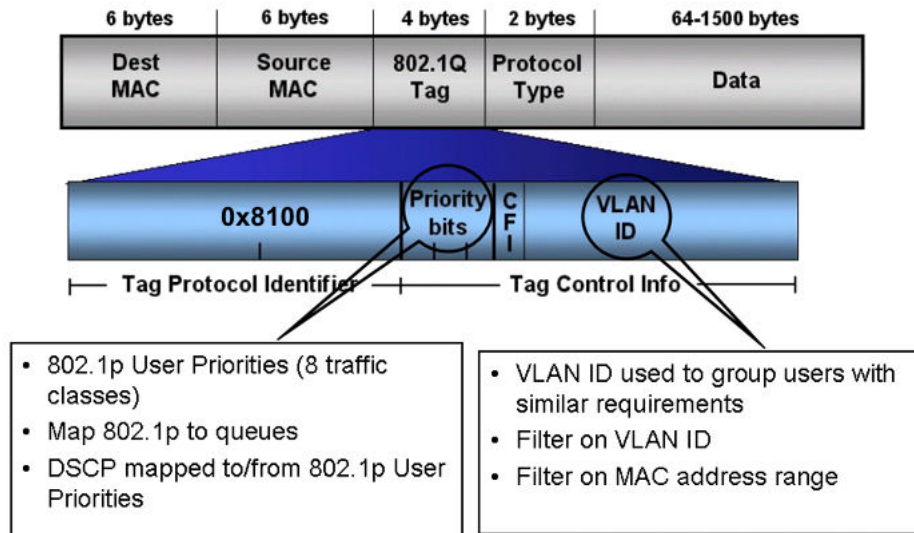 6 bytes 6 bytes 4 bytes 2 bytes 64-1500 bytes
Dest
MAC
Source
MAC
802.1Q
Tag
Protocol
Type
Data
0x8100
Priority
bits
C
F
I
VLAN
ID
Tag Protocol Identifier
Tag Control Info
• 802.1p User Priorities (8 traffic
classes)
• Map 802.1p to queues
• DSCP mapped to/from 802.1p User
Priorities
• VLAN ID used to group users with
similar requirements
• Filter on VLAN ID
• Filter on MAC address range